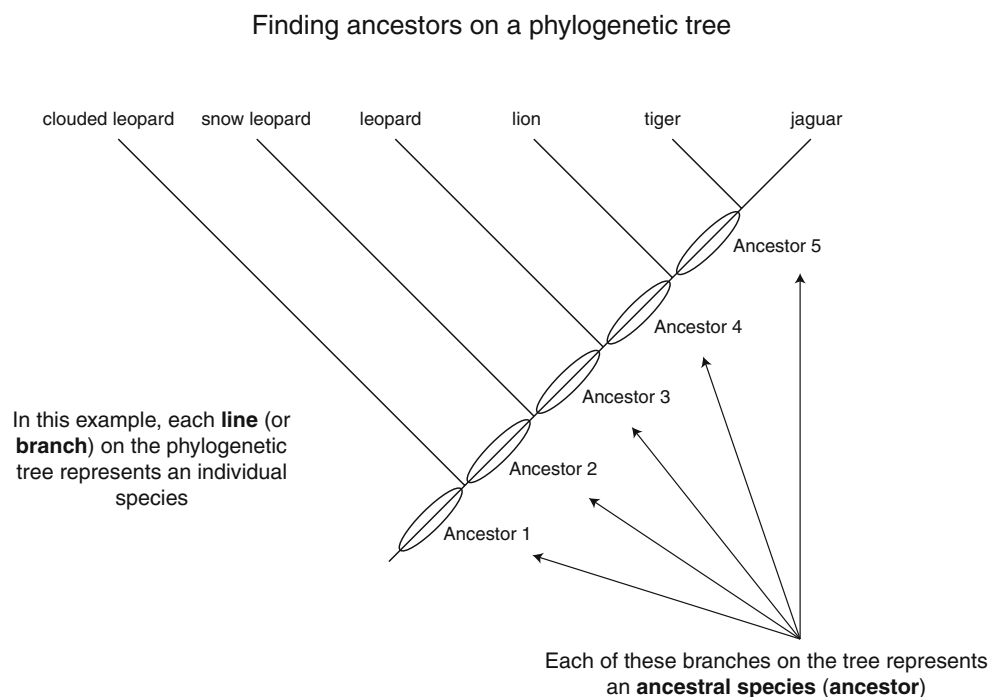 Finding ancestors on a phylogenetic tree
clouded leopard snow leopard leopard lion tiger jaguar
Ancestor 5
Ancestor 4
Ancestor 3
Ancestor 2
Ancestor 1
In this example, each line (or
branch) on the phylogenetic
tree represents an individual
species
Each of these branches on the tree represents
an ancestral species (ancestor)